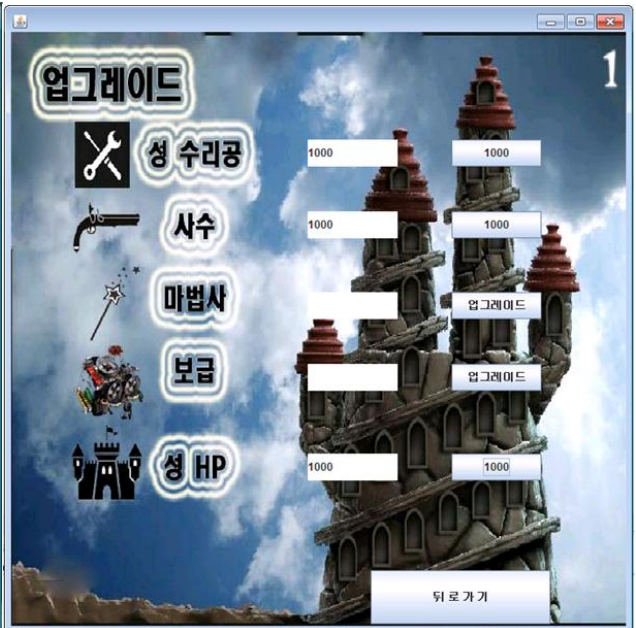 업그레이드
1
성 수리공 1000 1000
사수 1000 1000
마법사 업그레이드
보급 업그레이드
성 HP 1000 1000
뒤로가기